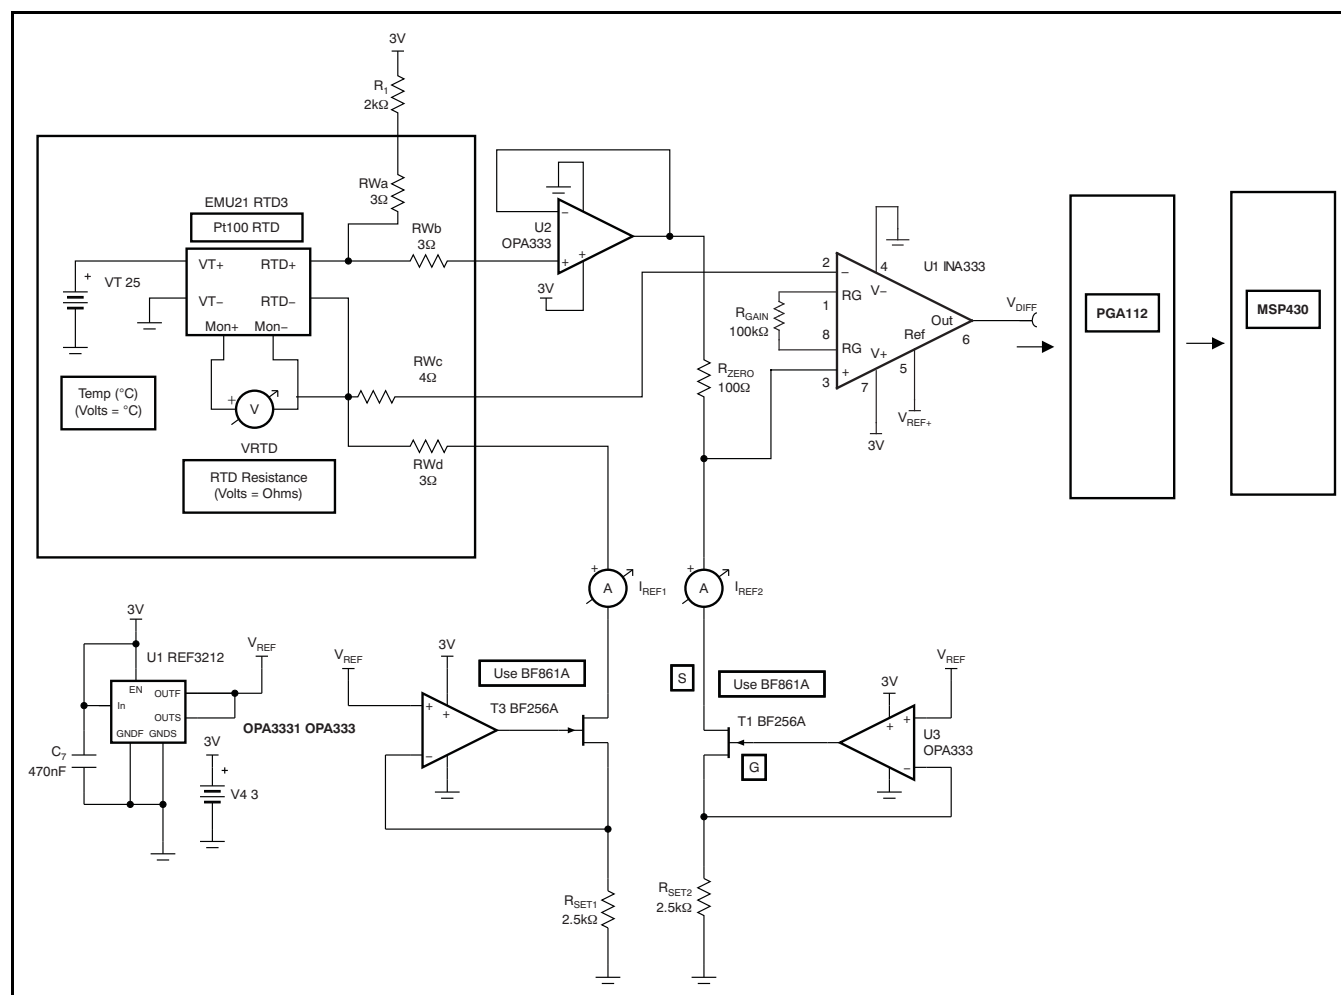 3V
R1
2kΩ
RWa
3Ω
EMU21 RTD3
Pt100 RTD
RWb
3Ω
VT 25
+
VT+
RTD+
VT−
RTD−
Mon+
Mon−
+
V
VRTD
Temp (°C)
(Volts = °C)
RTD Resistance
(Volts = Ohms)
RWc
4Ω
RWd
3Ω
U2
OPA333
−
+
+
3V
RZERO
100Ω
RGAIN
100kΩ
2
−
RG
1
8
RG
+
3
4
V−
U1 INA333
Out
6
Ref
5
V+
7
3V
VREF+
VDIFF
PGA112
MSP430
+
A
IREF1
+
A
IREF2
3V
U1 REF3212
VREF
EN
In
OUTF
OUTS
GNDF
GNDS
C7
470nF
OPA3331 OPA333
3V
+
V4 3
VREF
3V
+
+
−
Use BF861A
T3 BF256A
RSET1
2.5kΩ
S
Use BF861A
T1 BF256A
G
3V
VREF
+
+
−
U3
OPA333
RSET2
2.5kΩ